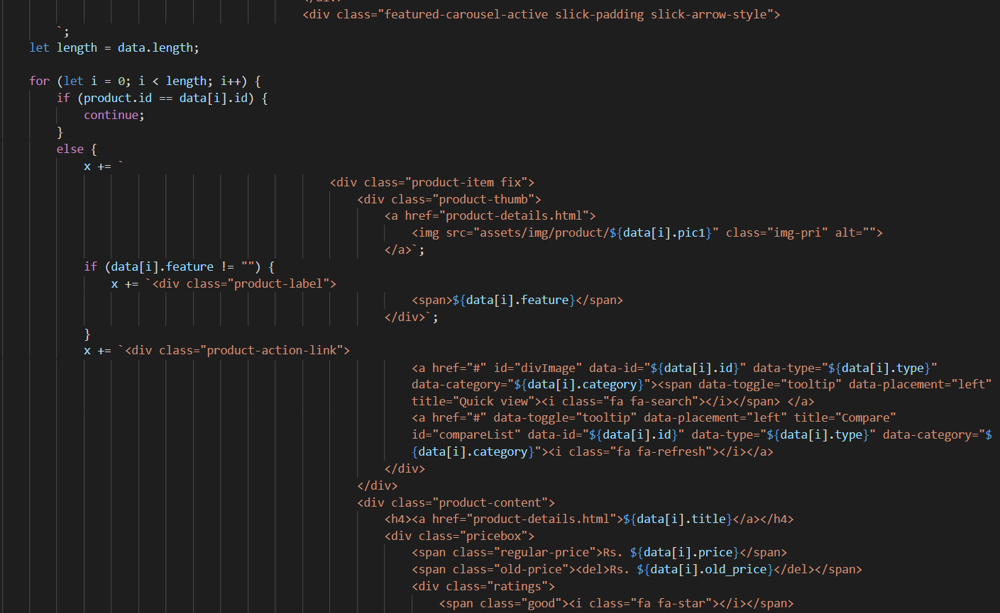 </div>
<div class="featured-carousel-active slick-padding slick-arrow-style">
`;
let length = data.length;
for (let i = 0; i < length; i++) {
if (product.id == data[i].id) {
continue;
}
else {
x += `
<div class="product-item fix">
<div class="product-thumb">
<a href="product-details.html">
<img src="assets/img/product/${data[i].pic1}" class="img-pri" alt="">
</a>`;
if (data[i].feature != "") {
x += `<div class="product-label">
<span>${data[i].feature}</span>
</div>`;
}
x += `<div class="product-action-link">
<a href="#" id="divImage" data-id="${data[i].id}" data-type="${data[i].type}"
data-category="${data[i].category}"><span data-toggle="tooltip" data-placement="left"
title="Quick view"><i class="fa fa-search"></i></span> </a>
<a href="#" data-toggle="tooltip" data-placement="left" title="Compare"
id="compareList" data-id="${data[i].id}" data-type="${data[i].type}" data-category="$
{data[i].category}"><i class="fa fa-refresh"></i></a>
</div>
</div>
<div class="product-content">
<h4><a href="product-details.html">${data[i].title}</a></h4>
<div class="pricebox">
<span class="regular-price">Rs. ${data[i].price}</span>
<span class="old-price"><del>Rs. ${data[i].old_price}</del></span>
<div class="ratings">
<span class="good"><i class="fa fa-star"></i></span>